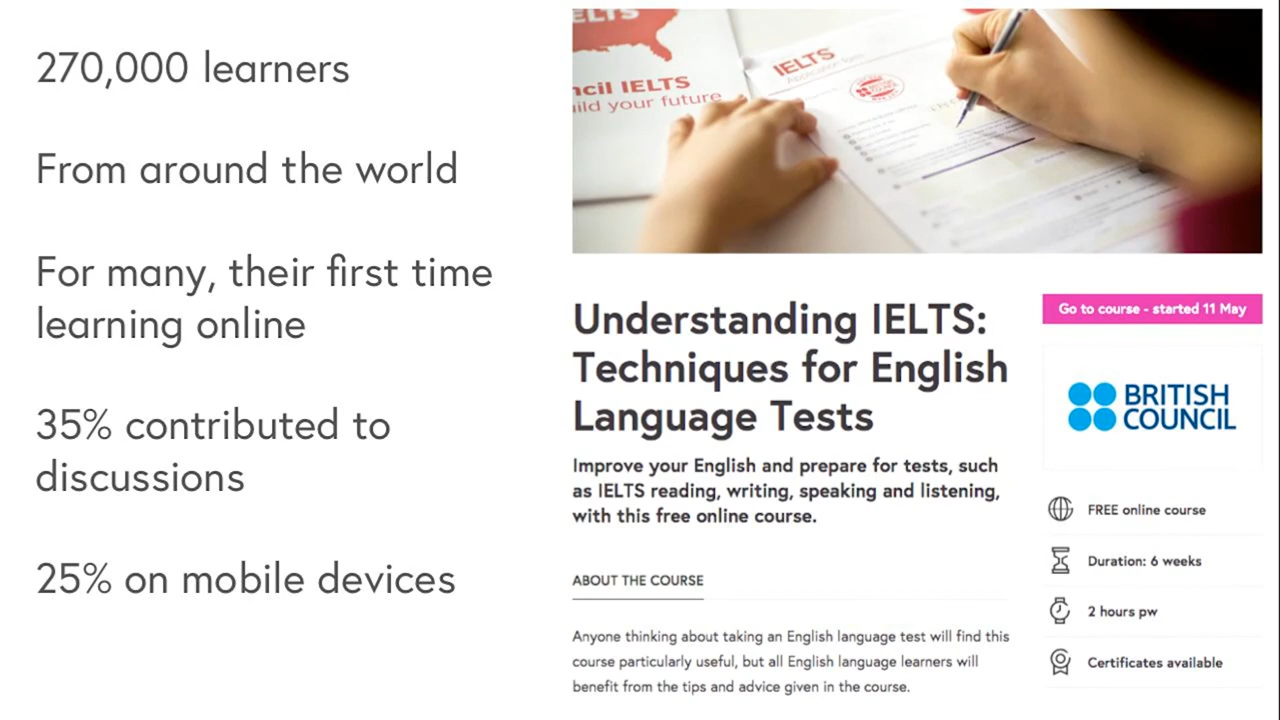 270,000 learners
From around the world
For many, their first time
learning online
35% contributed to
discussions
25% on mobile devices
ncil IELTS
ild your future
IELTS
Understanding IELTS:
Techniques for English
Language Tests
Improve your English and prepare for tests, such
as IELTS reading, writing, speaking and listening,
with this free online course.
ABOUT THE COURSE
Anyone thinking about taking an English language test will find this
course particularly useful, but all English language learners will
benefit from the tips and advice given in the course.
Go to course - started 11 May
BRITISH
COUNCIL
FREE online course
Duration: 6 weeks
2 hours pw
Certificates available